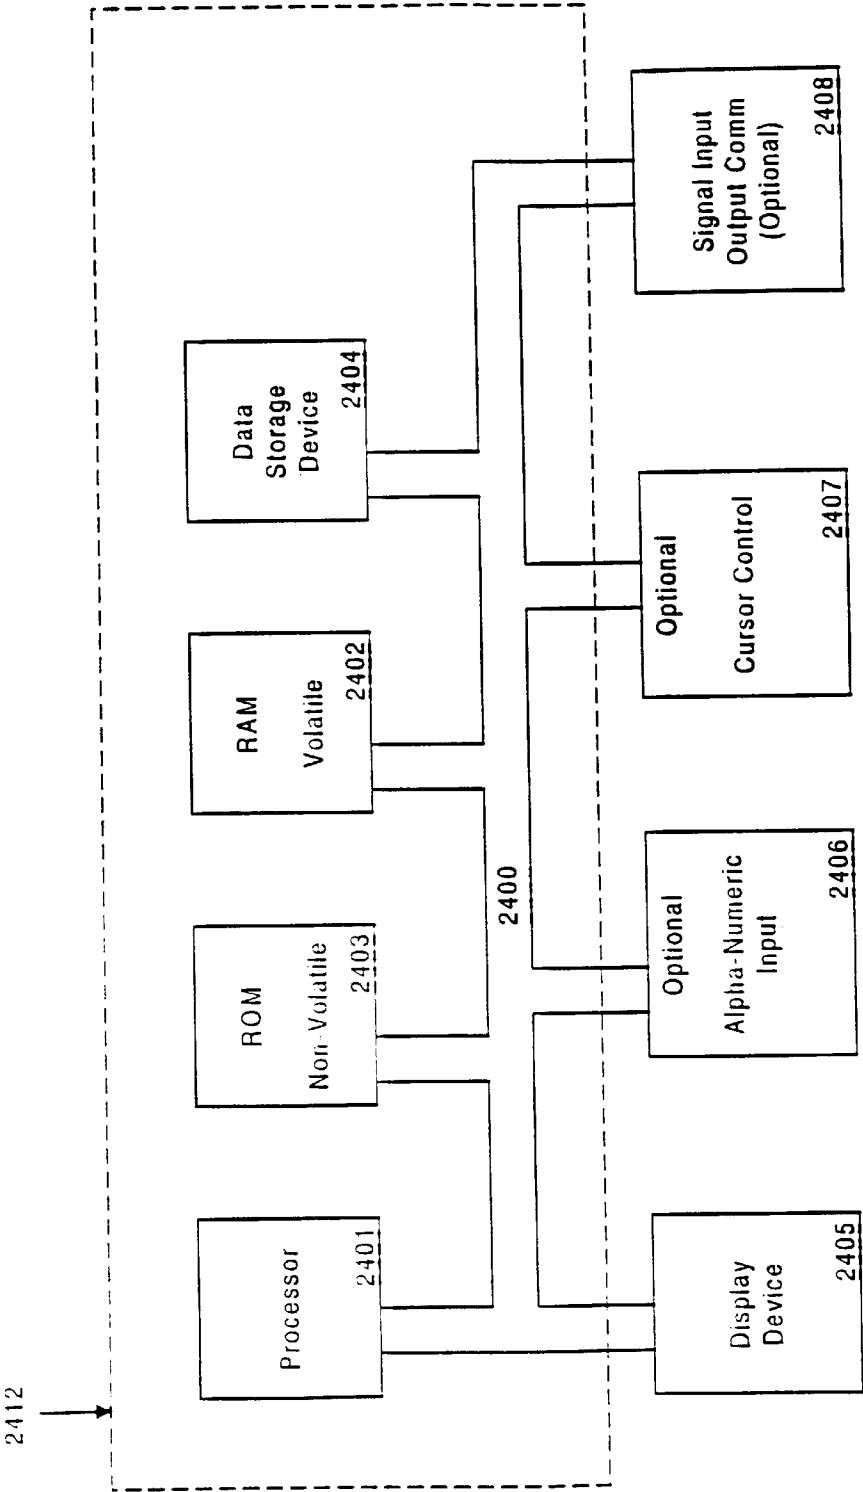 2412
Processor
2401
ROM
Non-Volatile
2403
RAM
Volatile
2402
Data
Storage
Device
2404
2400
Display
Device
2405
Optional
Alpha-Numeric
Input
2406
Optional
Cursor Control
2407
Signal Input
Output Comm
(Optional)
2408